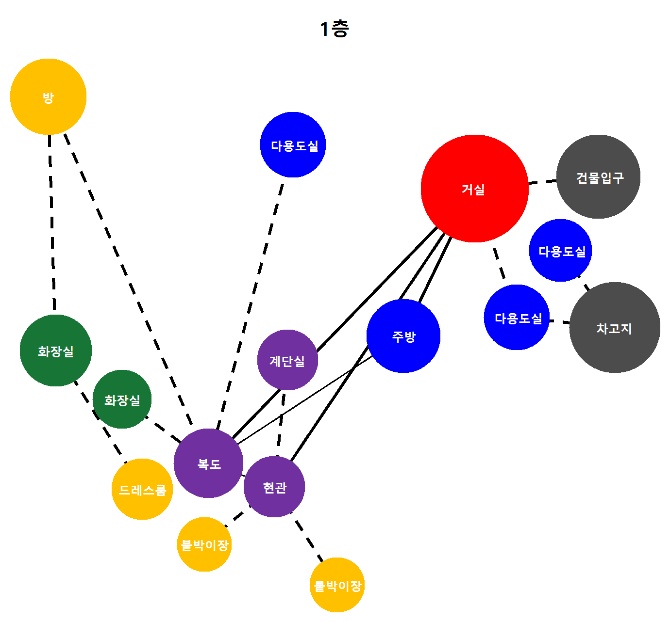 1층
방
다용도실
거실
건물입구
다용도실
다용도실
차고지
주방
화장실
계단실
화장실
복도
드레스룸
현관
붙박이장
붙박이장